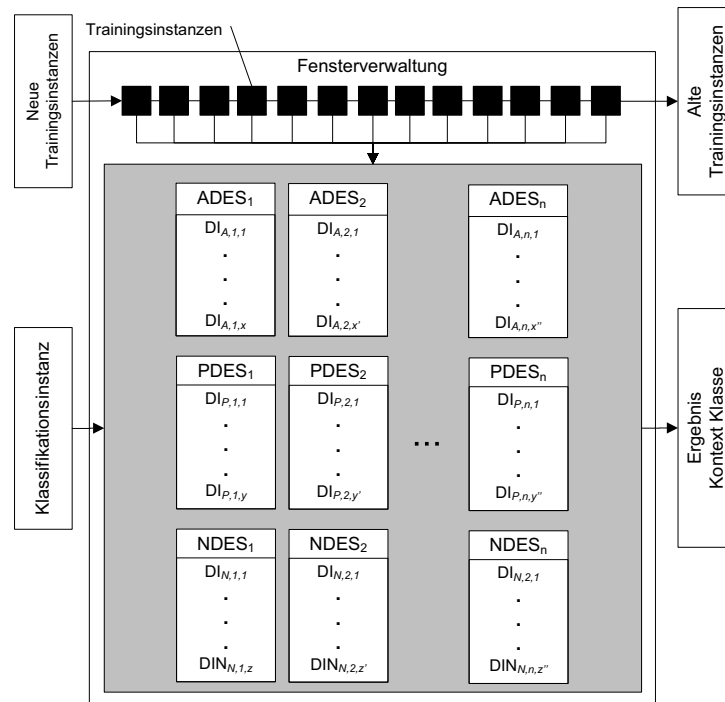 Trainingsinstanzen
Fensterverwaltung
Neue
Trainingsinstanzen
Alte
Trainingsinstanzen
ADES1
DIA,1,1
.
.
.
DIA,1,x
ADES2
DIA,2,1
.
.
.
DIA,2,x'
ADESn
DIA,n,1
.
.
.
DIA,n,x''
Klassifikationsinstanz
PDES1
DIP,1,1
.
.
.
DIP,1,y
PDES2
DIP,2,1
.
.
.
DIP,2,y'
...
PDESn
DIP,n,1
.
.
.
DIP,n,y''
Ergebnis
Kontext Klasse
NDES1
DIN,1,1
.
.
.
DINN,1,z
NDES2
DIN,2,1
.
.
.
DINN,2,z'
NDESn
DIN,2,1
.
.
.
DINN,n,z''